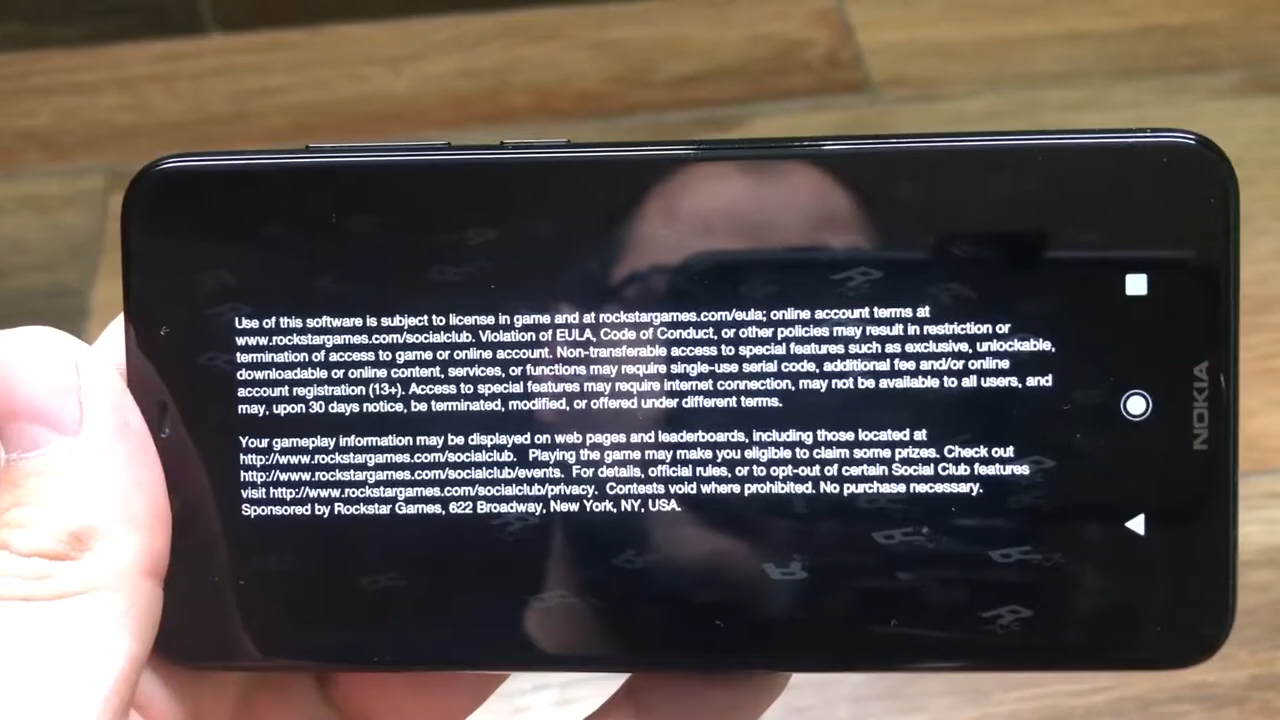 Use of this software is subject to license in game and at rockstargames.com/eula; online account terms at
www.rockstargames.com/socialclub. Violation of EULA, Code of Conduct, or other policies may result in restriction or
termination of access to game or online account. Non-transferable access to special features such as exclusive, unlockable,
downloadable or online content, services, or functions may require single-use serial code, additional fee and/or online
account registration (13+). Access to special features may require internet connection, may not be available to all users, and
may, upon 30 days notice, be terminated, modified, or offered under different terms.
Your gameplay information may be displayed on web pages and leaderboards, including those located at
http://www.rockstargames.com/socialclub. Playing the game may make you eligible to claim some prizes. Check out
http://www.rockstargames.com/socialclub/events. For details, official rules, or to opt-out of certain Social Club features
visit http://www.rockstargames.com/socialclub/privacy. Contests void where prohibited. No purchase necessary.
Sponsored by Rockstar Games, 622 Broadway, New York, NY, USA.
NOKIA